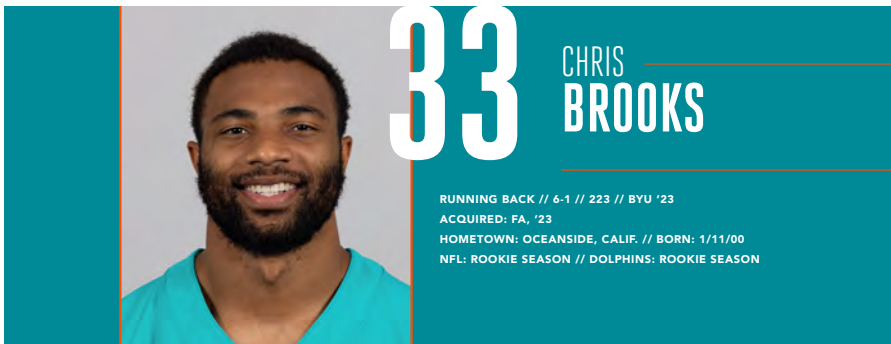 33
CHRIS
BROOKS
RUNNING BACK // 6-1 // 223 // BYU ’23
ACQUIRED: FA, ’23
HOMETOWN: OCEANSIDE, CALIF. // BORN: 1/11/00
NFL: ROOKIE SEASON // DOLPHINS: ROOKIE SEASON